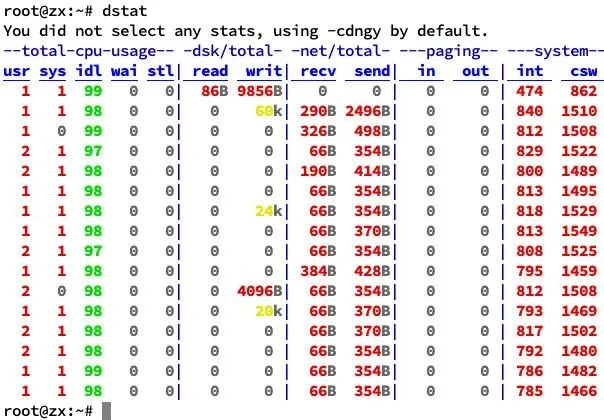 root@zx:~# dstat
You did not select any stats, using -cdngy by default.
--total-cpu-usage-- -dsk/total- -net/total- ---paging-- ---system--
usr sys idl wai stl| read  writ| recv  send|  in   out | int   csw
  1   1  99   0   0|  86B 9856B|   0     0 |   0     0 | 474   862
  1   1  98   0   0|   0    60k| 290B 2496B|   0     0 | 840  1510
  1   0  99   0   0|   0     0 | 326B  498B|   0     0 | 812  1508
  2   1  97   0   0|   0     0 |  66B  354B|   0     0 | 829  1522
  2   1  98   0   0|   0     0 | 190B  414B|   0     0 | 800  1489
  1   1  98   0   0|   0     0 |  66B  354B|   0     0 | 813  1495
  1   1  98   0   0|   0    24k|  66B  354B|   0     0 | 818  1529
  1   1  98   0   0|   0     0 |  66B  370B|   0     0 | 813  1549
  2   1  97   0   0|   0     0 |  66B  354B|   0     0 | 808  1525
  1   1  98   0   0|   0     0 | 384B  428B|   0     0 | 795  1459
  2   0  98   0   0|   0  4096B|  66B  354B|   0     0 | 812  1508
  1   1  98   0   0|   0    20k|  66B  370B|   0     0 | 793  1469
  1   1  98   0   0|   0     0 |  66B  370B|   0     0 | 817  1502
  2   1  98   0   0|   0     0 |  66B  354B|   0     0 | 792  1480
  1   1  99   0   0|   0     0 |  66B  354B|   0     0 | 786  1482
  1   1  98   0   0|   0     0 |  66B  354B|   0     0 | 785  1466
root@zx:~#